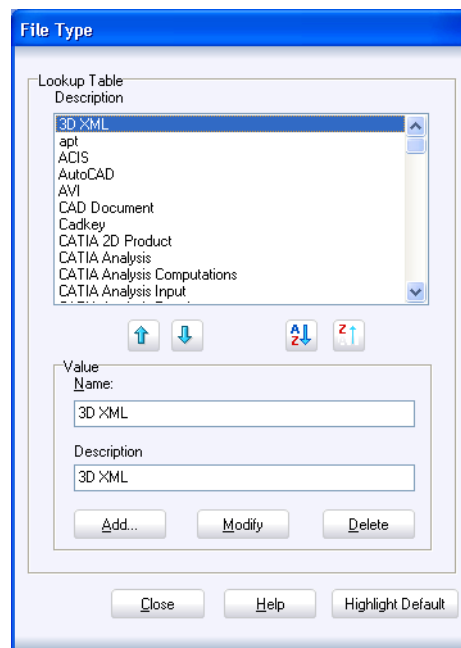 File Type
Lookup Table
Description
3D XML
apt
ACIS
AutoCAD
AVI
CAD Document
Cadkey
CATIA 2D Product
CATIA Analysis
CATIA Analysis Computations
CATIA Analysis Input
A
Z
Z
Value
Name:
3D XML
Description
3D XML
Add...
Modify
Delete
Close
Help
Highlight Default